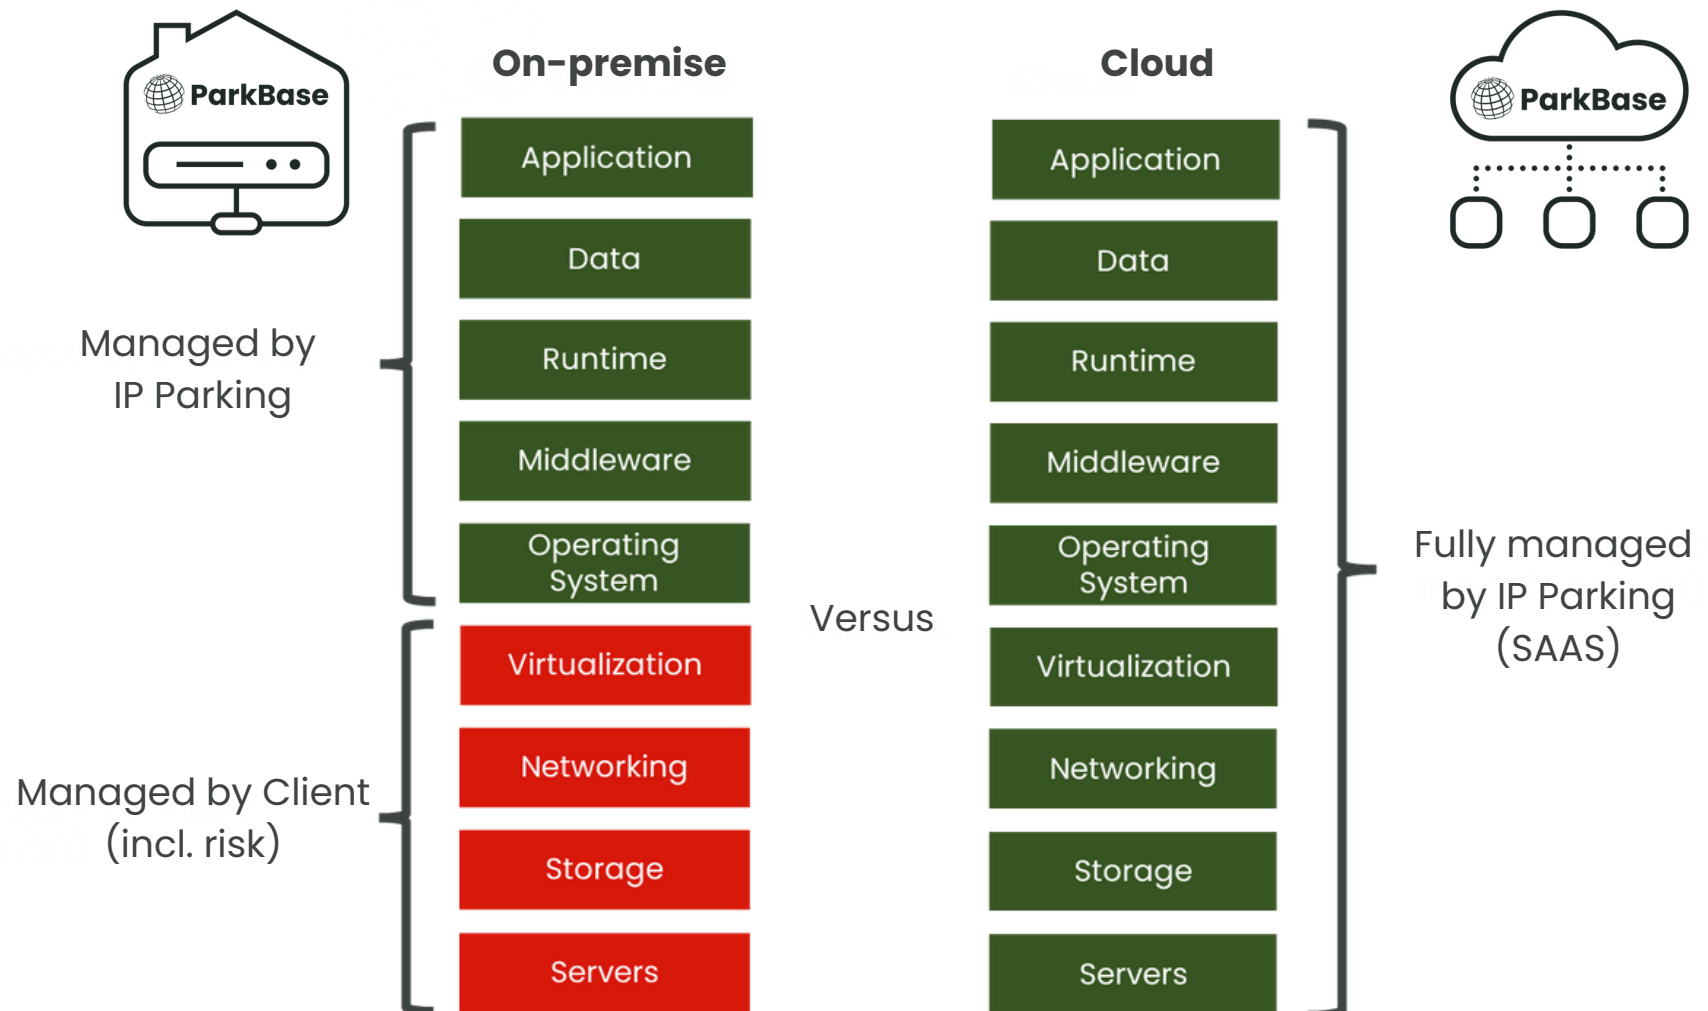 ParkBase
On-premise
Application
Data
Runtime
Middleware
Operating
System
Virtualization
Networking
Storage
Servers
Managed by
IP Parking
Managed by Client
(incl. risk)
Versus
Cloud
Application
Data
Runtime
Middleware
Operating
System
Virtualization
Networking
Storage
Servers
ParkBase
Fully managed
by IP Parking
(SAAS)